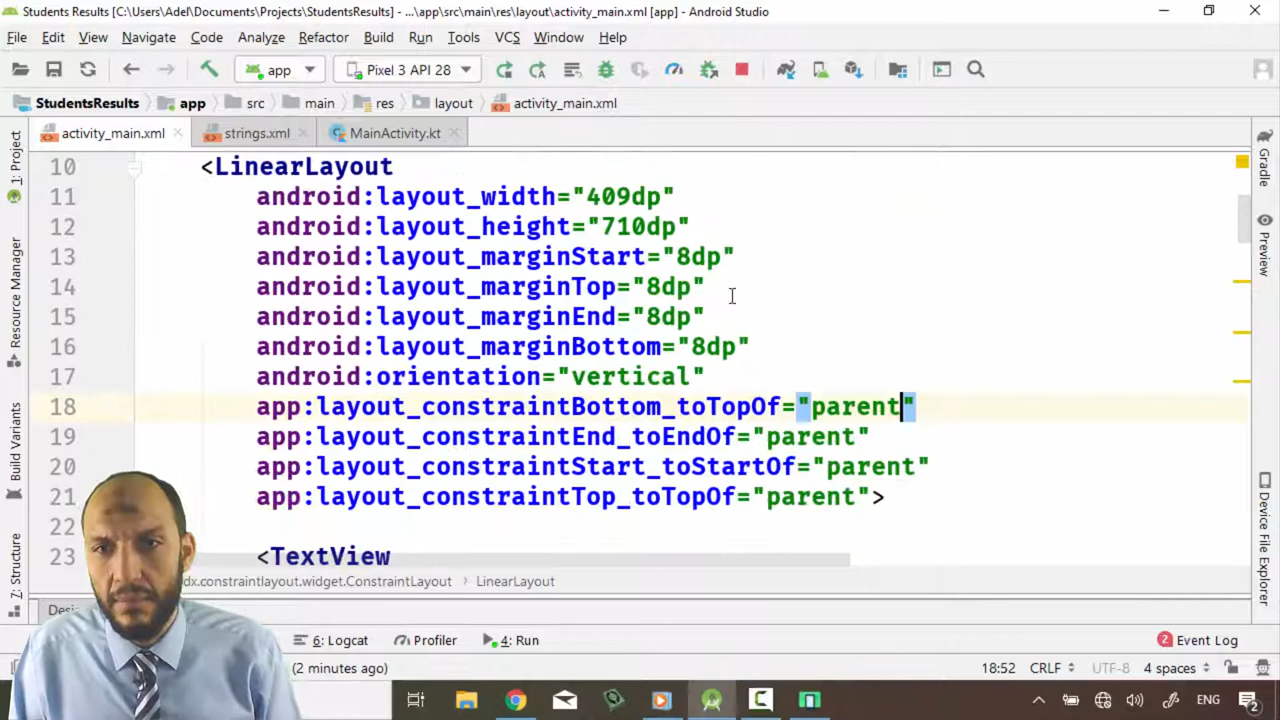 Students Results [C:\Users\Adel\Documents\Projects\StudentsResults] - ...\app\src\main\res\layout\activity_main.xml [app] - Android Studio
File Edit View Navigate Code Analyze Refactor Build Run Tools VCS Window Help
app Pixel 3 API 28
StudentsResults app src main res layout activity_main.xml
activity_main.xml strings.xml MainActivity.kt
10 <LinearLayout
11 android:layout_width="409dp"
12 android:layout_height="710dp"
13 android:layout_marginStart="8dp"
14 android:layout_marginTop="8dp"
15 android:layout_marginEnd="8dp"
16 android:layout_marginBottom="8dp"
17 android:orientation="vertical"
18 app:layout_constraintBottom_toTopOf="parent"
19 app:layout_constraintEnd_toEndOf="parent"
20 app:layout_constraintStart_toStartOf="parent"
21 app:layout_constraintTop_toTopOf="parent">
22
23 <TextView
dx.constraintlayout.widget.ConstraintLayout LinearLayout
1: Project
Resource Manager
Build Variants
7: Structure
Gradle
Preview
Device File Explorer
6: Logcat Profiler 4: Run 2 Event Log
(2 minutes ago) 18:52 CRLF UTF-8 4 spaces
ENG 2